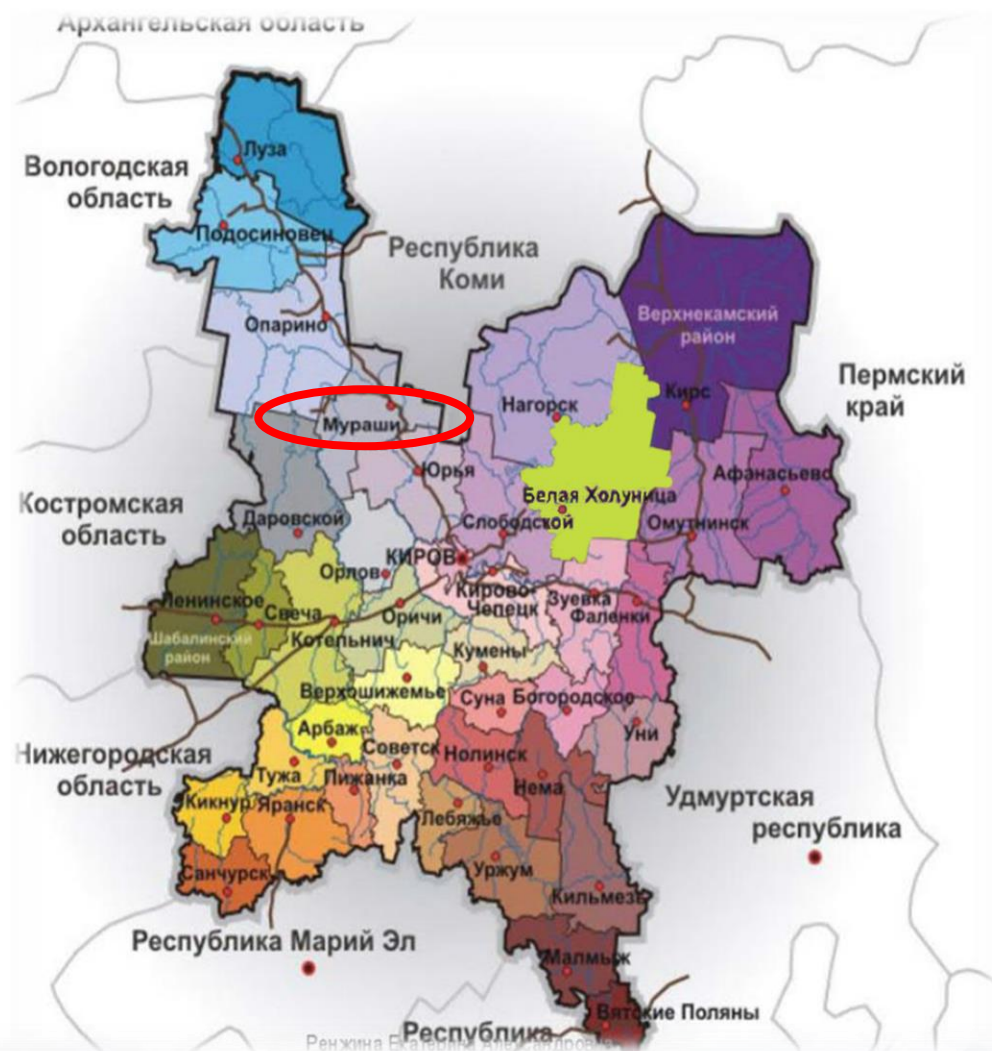 Архангельская область
Луза
Вологодская
область
Подосиновец
Республика
Коми
Опарино
Верхнекамский
район
Пермский
край
Кирс
Нагорск
Мураши
Юрья
Афанасьево
Белая Холуница
Костромская
область
Даровской
Слободской
Омутнинск
КИРОВ
Орлов
Кирово-
Чепецк
Зуевка
Фаленки
Ленинское
Свеча
Оричи
Котельнич
Шабалинский
район
Кумены
Верхошижемье
Суна
Богородское
Арбаж
Советск
Нолинск
Уни
Нижегородская
область
Тужа
Пижанка
Нема
Кикнур
Яранск
Лебяжье
Удмуртская
республика
Санчурск
Уржум
Кильмезь
Республика Марий Эл
Малмыж
Вятские Поляны
Республика
Ренжина Екатерина Александровна